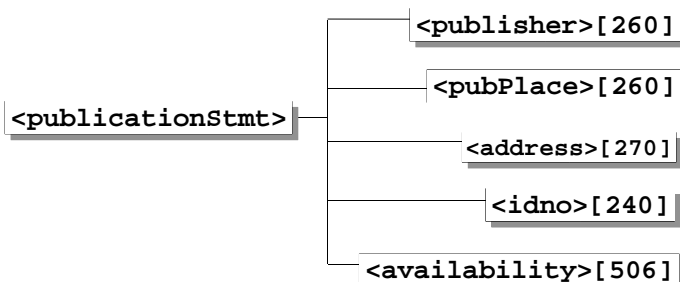 <publisher>[260]
<pubPlace>[260]
<publicationStmt>
<address>[270]
<idno>[240]
<availability>[506]